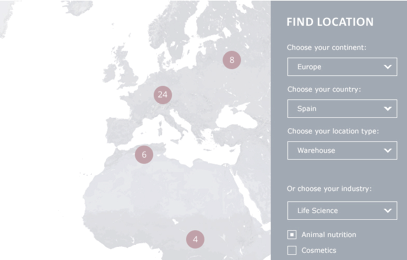 FIND LOCATION
Choose your continent:
Europe
Choose your country:
Spain
Choose your location type:
Warehouse
Or choose your industry:
Life Science
Animal nutrition
Cosmetics
8
24
6
4